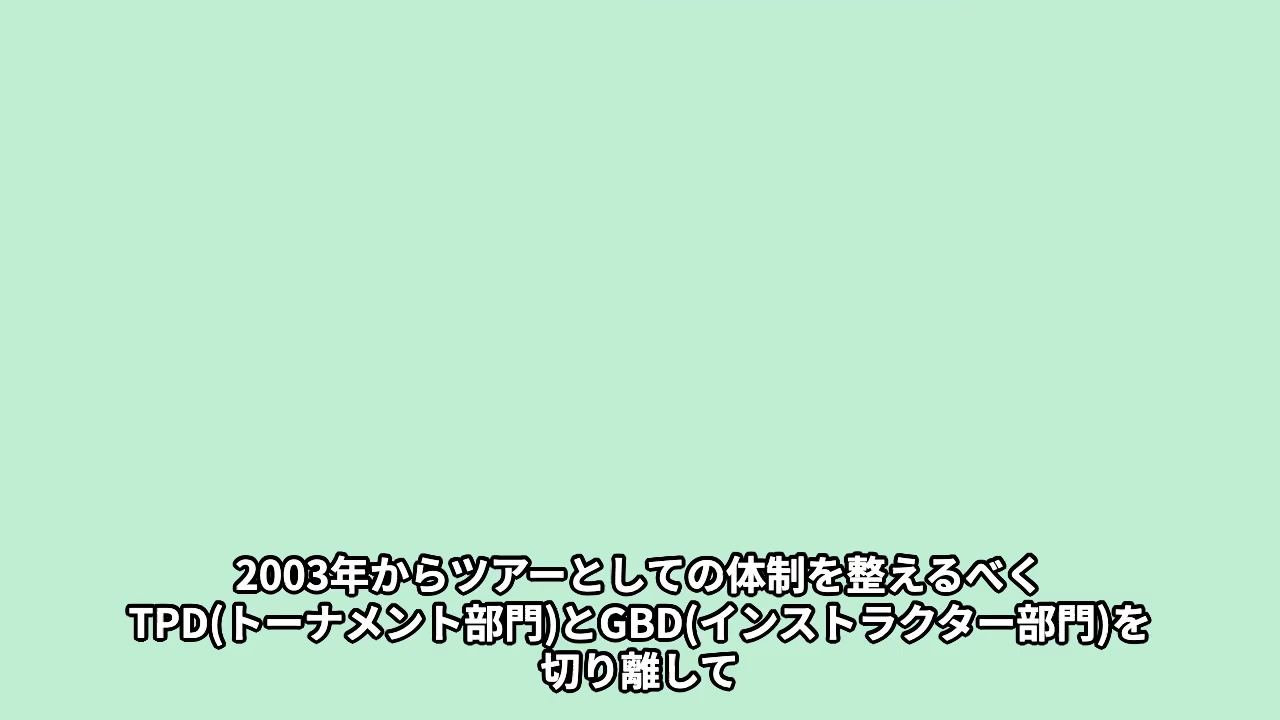 2003年からツアーとしての体制を整えるべく
TPD(トーナメント部門)とGBD(インストラクター部門)を
切り離して